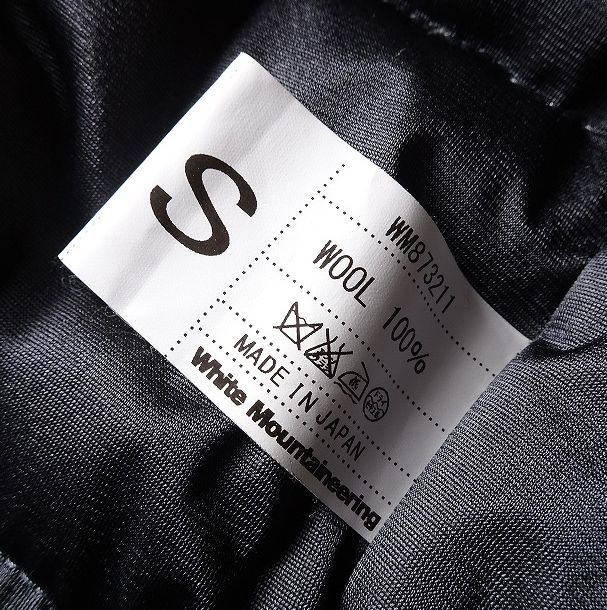 S
WM873211
WOOL 100%
MADE IN JAPAN
White Mountaineering